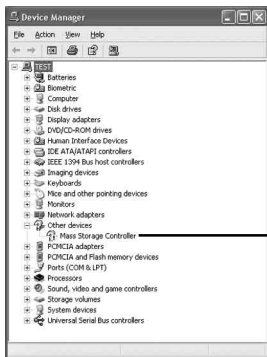 Device Manager
File Action View Help
TEST
Batteries
Biometric
Computer
Disk drives
Display adapters
DVD/CD-ROM drives
Human Interface Devices
IDE ATA/ATAPI controllers
IEEE 1394 Bus host controllers
Imaging devices
Keyboards
Mice and other pointing devices
Monitors
Network adapters
Other devices
Mass Storage Controller
PCMCIA adapters
PCMCIA and Flash memory devices
Ports (COM & LPT)
Processors
Sound, video and game controllers
Storage volumes
System devices
Universal Serial Bus controllers